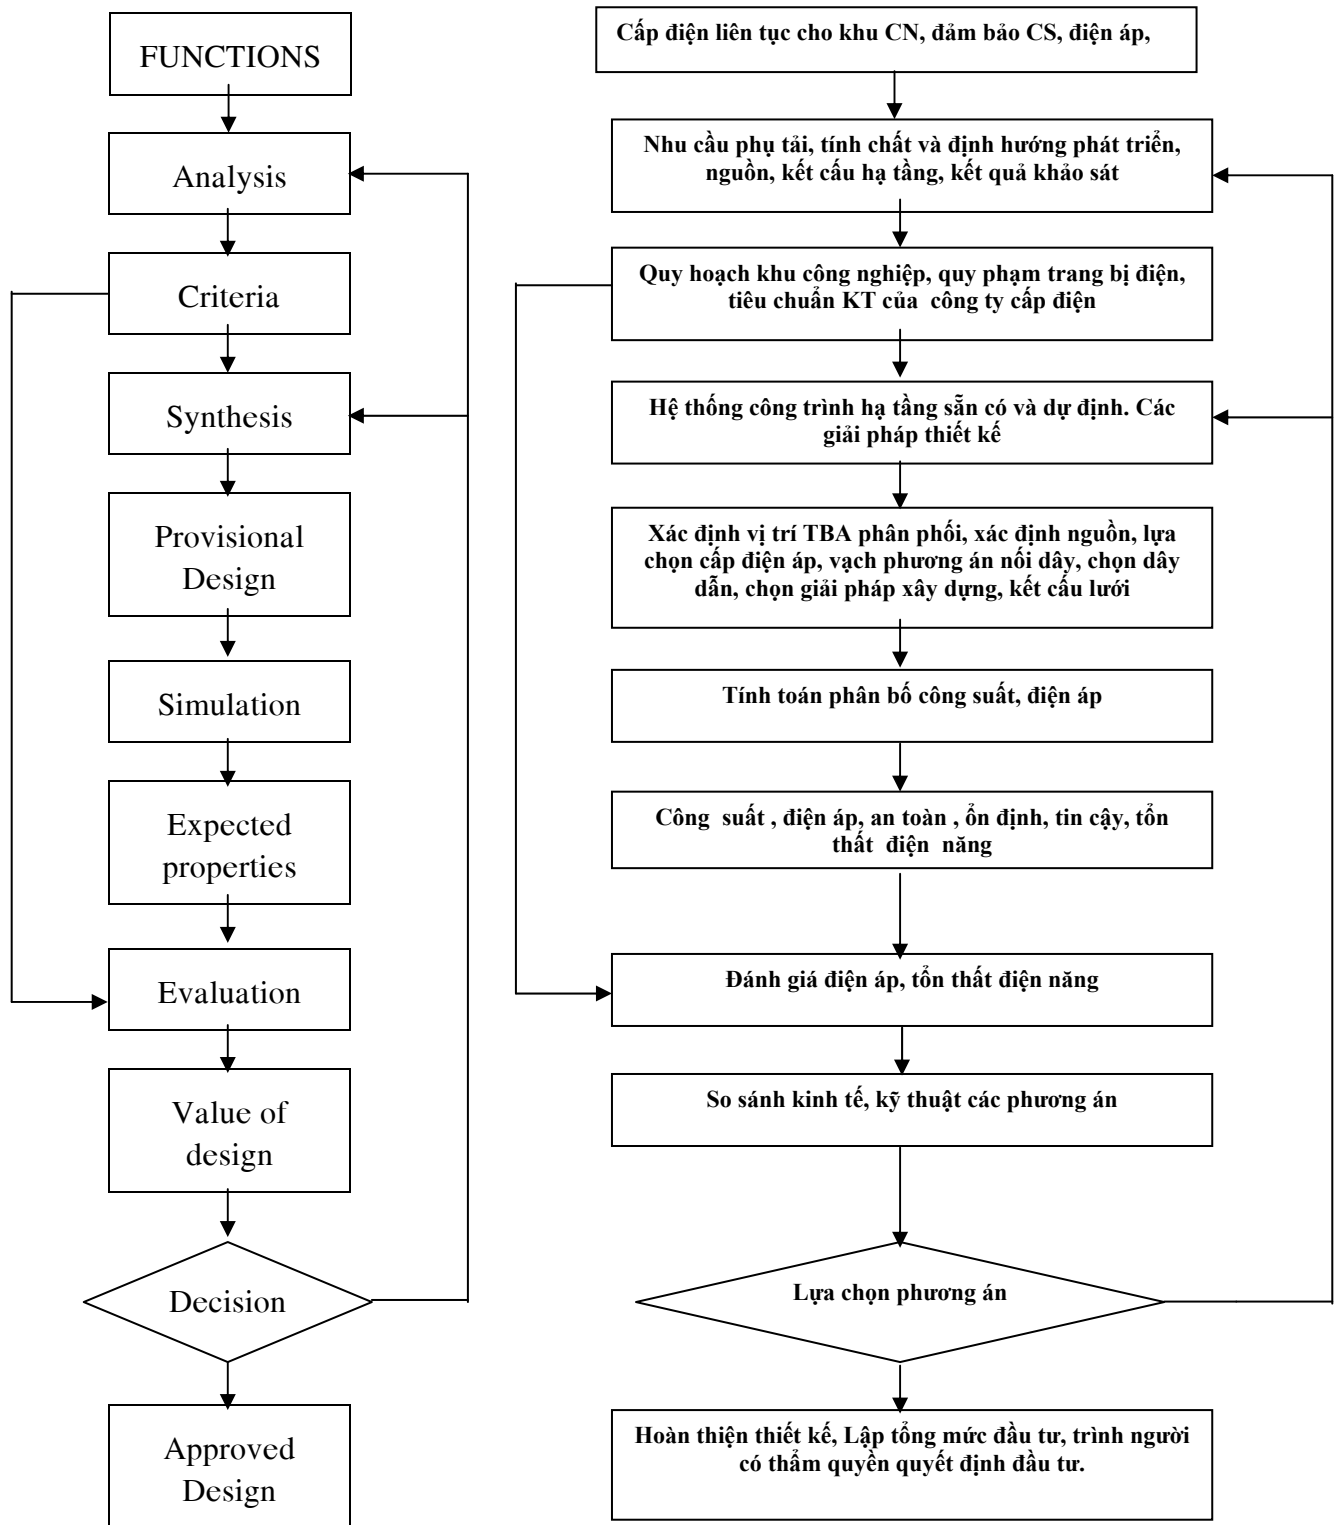 FUNCTIONS
Analysis
Criteria
Synthesis
Provisional
Design
Simulation
Expected
properties
Evaluation
Value of
design
Decision
Approved
Design
Cấp điện liên tục cho khu CN, đảm bảo CS, điện áp,
Nhu cầu phụ tải, tính chất và định hướng phát triển,
nguồn, kết cấu hạ tầng, kết quả khảo sát
Quy hoạch khu công nghiệp, quy phạm trang bị điện,
tiêu chuẩn KT của công ty cấp điện
Hệ thống công trình hạ tầng sẵn có và dự định. Các
giải pháp thiết kế
Xác định vị trí TBA phân phối, xác định nguồn, lựa
chọn cấp điện áp, vạch phương án nối dây, chọn dây
dẫn, chọn giải pháp xây dựng, kết cấu lưới
Tính toán phân bố công suất, điện áp
Công suất , điện áp, an toàn , ổn định, tin cậy, tổn
thất điện năng
Đánh giá điện áp, tổn thất điện năng
So sánh kinh tế, kỹ thuật các phương án
Lựa chọn phương án
Hoàn thiện thiết kế, Lập tổng mức đầu tư, trình người
có thẩm quyền quyết định đầu tư.